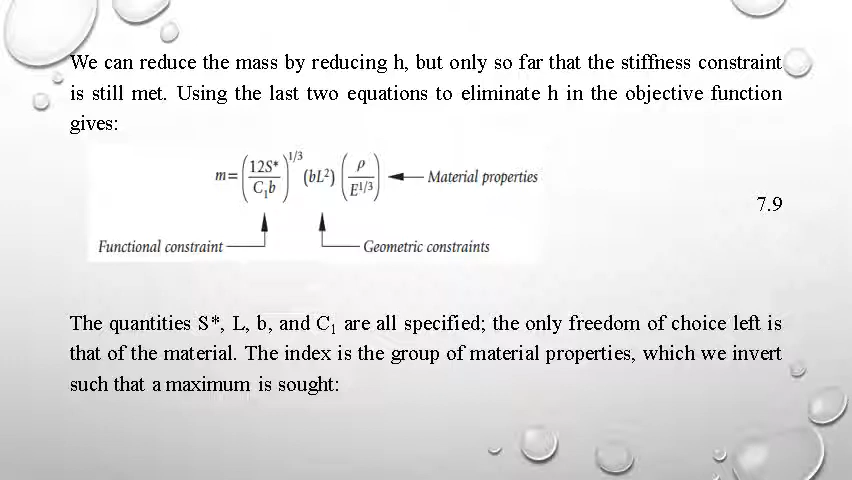 We can reduce the mass by reducing h, but only so far that the stiffness constraint
is still met. Using the last two equations to eliminate h in the objective function
gives:
m=(12S*/C₁b)^1/3 (bL²) (ρ/E^1/3) Material properties
7.9
Functional constraint Geometric constraints
The quantities S*, L, b, and C₁ are all specified; the only freedom of choice left is
that of the material. The index is the group of material properties, which we invert
such that a maximum is sought: